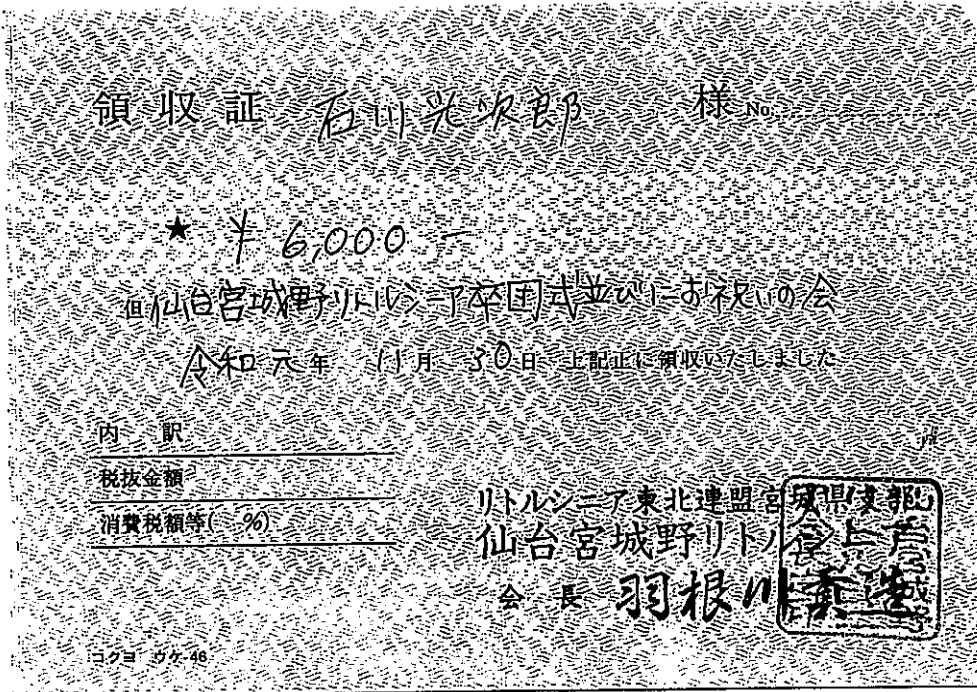 領収証 石川光次郎 様 No.
★ ¥6,000-
但 仙台宮城野リトルシニア卒団式並びにお祝いの会
令和元年 11月 30日 上記正に領収いたしました
内 訳
税抜金額
消費税額等( %)
リトルシニア東北連盟宮城県支部
仙台宮城野リトル
会 長 羽根川
コクヨ ウケ-46